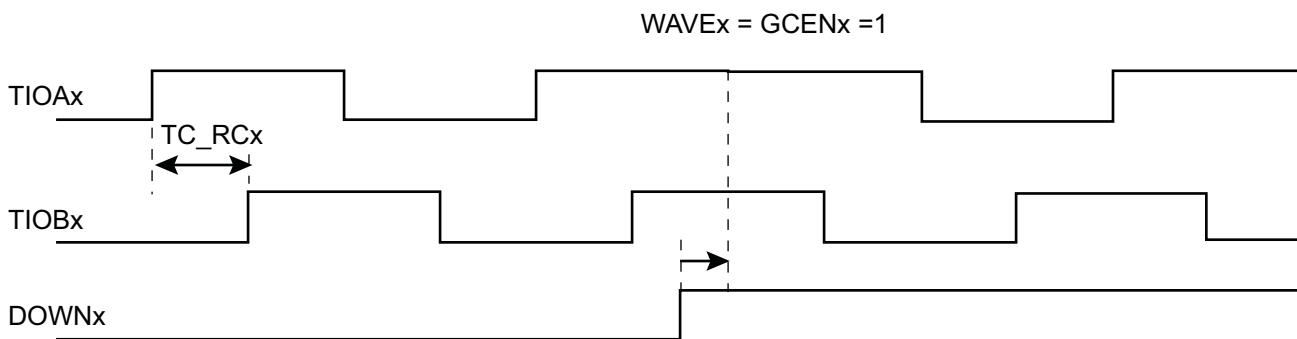 WAVEx = GCENx =1
TIOAx
TC_RCx
TIOBx
DOWNx